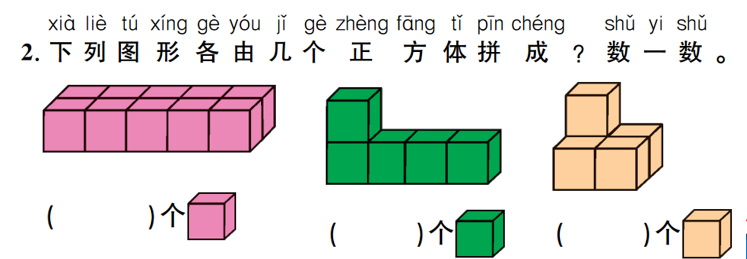 xià liè tú xíng gè yóu jǐ gè zhèng fāng tǐ pīn chéng shǔ yi shǔ
2. 下列图形各由几个正方体拼成?数一数。
( )个 ( )个 ( )个